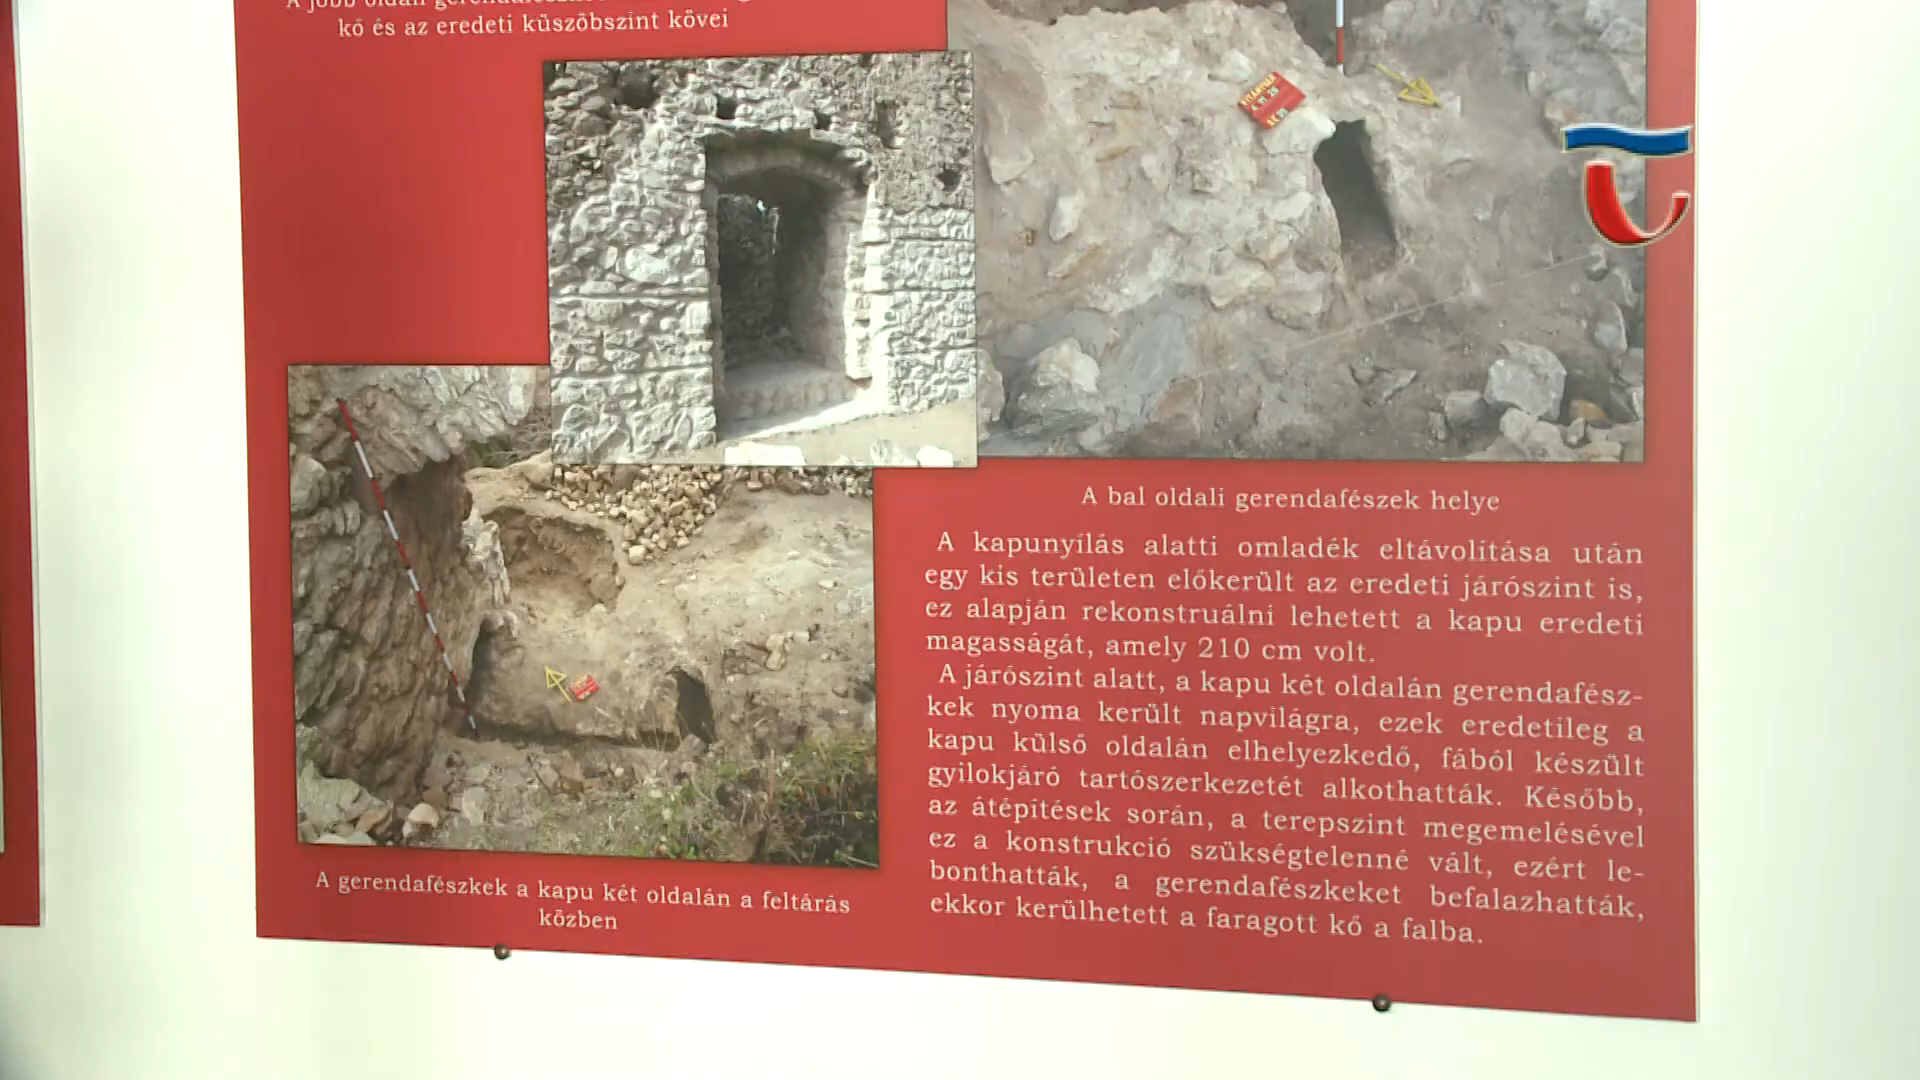 A jobb oldali
kő és az eredeti küszöbszint kövei
A bal oldali gerendafészek helye
A kapunyílás alatti omladék eltávolítása után
egy kis területen előkerült az eredeti járószint is,
ez alapján rekonstruálni lehetett a kapu eredeti
magasságát, amely 210 cm volt.
A járószint alatt, a kapu két oldalán gerendafész-
kek nyoma került napvilágra, ezek eredetileg a
kapu külső oldalán elhelyezkedő, fából készült
gyilokjáró tartószerkezetét alkothatták. Később,
az átépítések során, a terepszint megemelésével
ez a konstrukció szükségtelenné vált, ezért le-
bonthatták, a gerendafészkeket befalazhatták,
ekkor kerülhetett a faragott kő a falba.
A gerendafészkek a kapu két oldalán a feltárás
közben